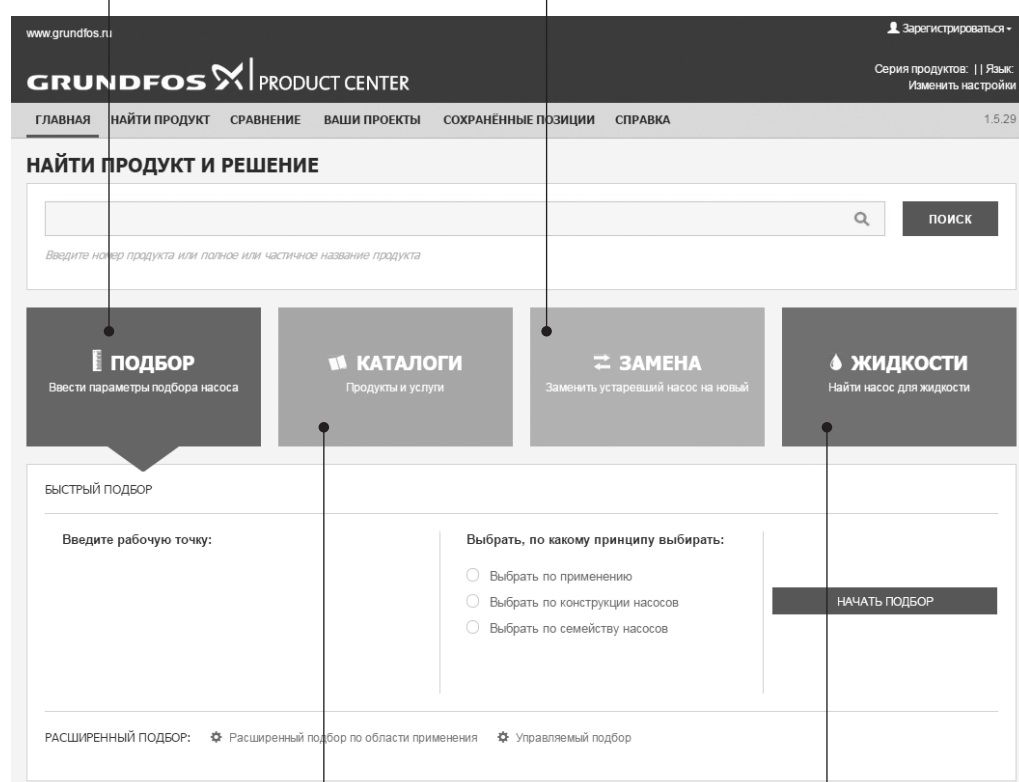 www.grundfos.ru
Зарегистрироваться
GRUNDFOS PRODUCT CENTER
Серия продуктов: | | Язык:
Изменить настройки
ГЛАВНАЯ НАЙТИ ПРОДУКТ СРАВНЕНИЕ ВАШИ ПРОЕКТЫ СОХРАНЁННЫЕ ПОЗИЦИИ СПРАВКА 1.5.29
НАЙТИ ПРОДУКТ И РЕШЕНИЕ
ПОИСК
Введите номер продукта или полное или частичное название продукта
ПОДБОР
Ввести параметры подбора насоса
КАТАЛОГИ
Продукты и услуги
ЗАМЕНА
Заменить устаревший насос на новый
ЖИДКОСТИ
Найти насос для жидкости
БЫСТРЫЙ ПОДБОР
Введите рабочую точку:
Выбрать, по какому принципу выбирать:
Выбрать по применению
Выбрать по конструкции насосов
Выбрать по семейству насосов
НАЧАТЬ ПОДБОР
РАСШИРЕННЫЙ ПОДБОР: Расширенный подбор по области применения Управляемый подбор